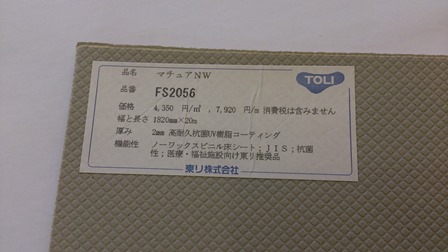 TOLI
品名 マチュアNW
品番 FS2056
価格 4,350 円/㎡ , 7,920 円/m 消費税は含みません
幅と長さ 1820mm×20m
厚み 2mm 高耐久抗菌UV樹脂コーティング
機能性 ノーワックスビニル床シート;JIS;抗菌
性;医療・福祉施設向け東リ推奨品
東リ株式会社